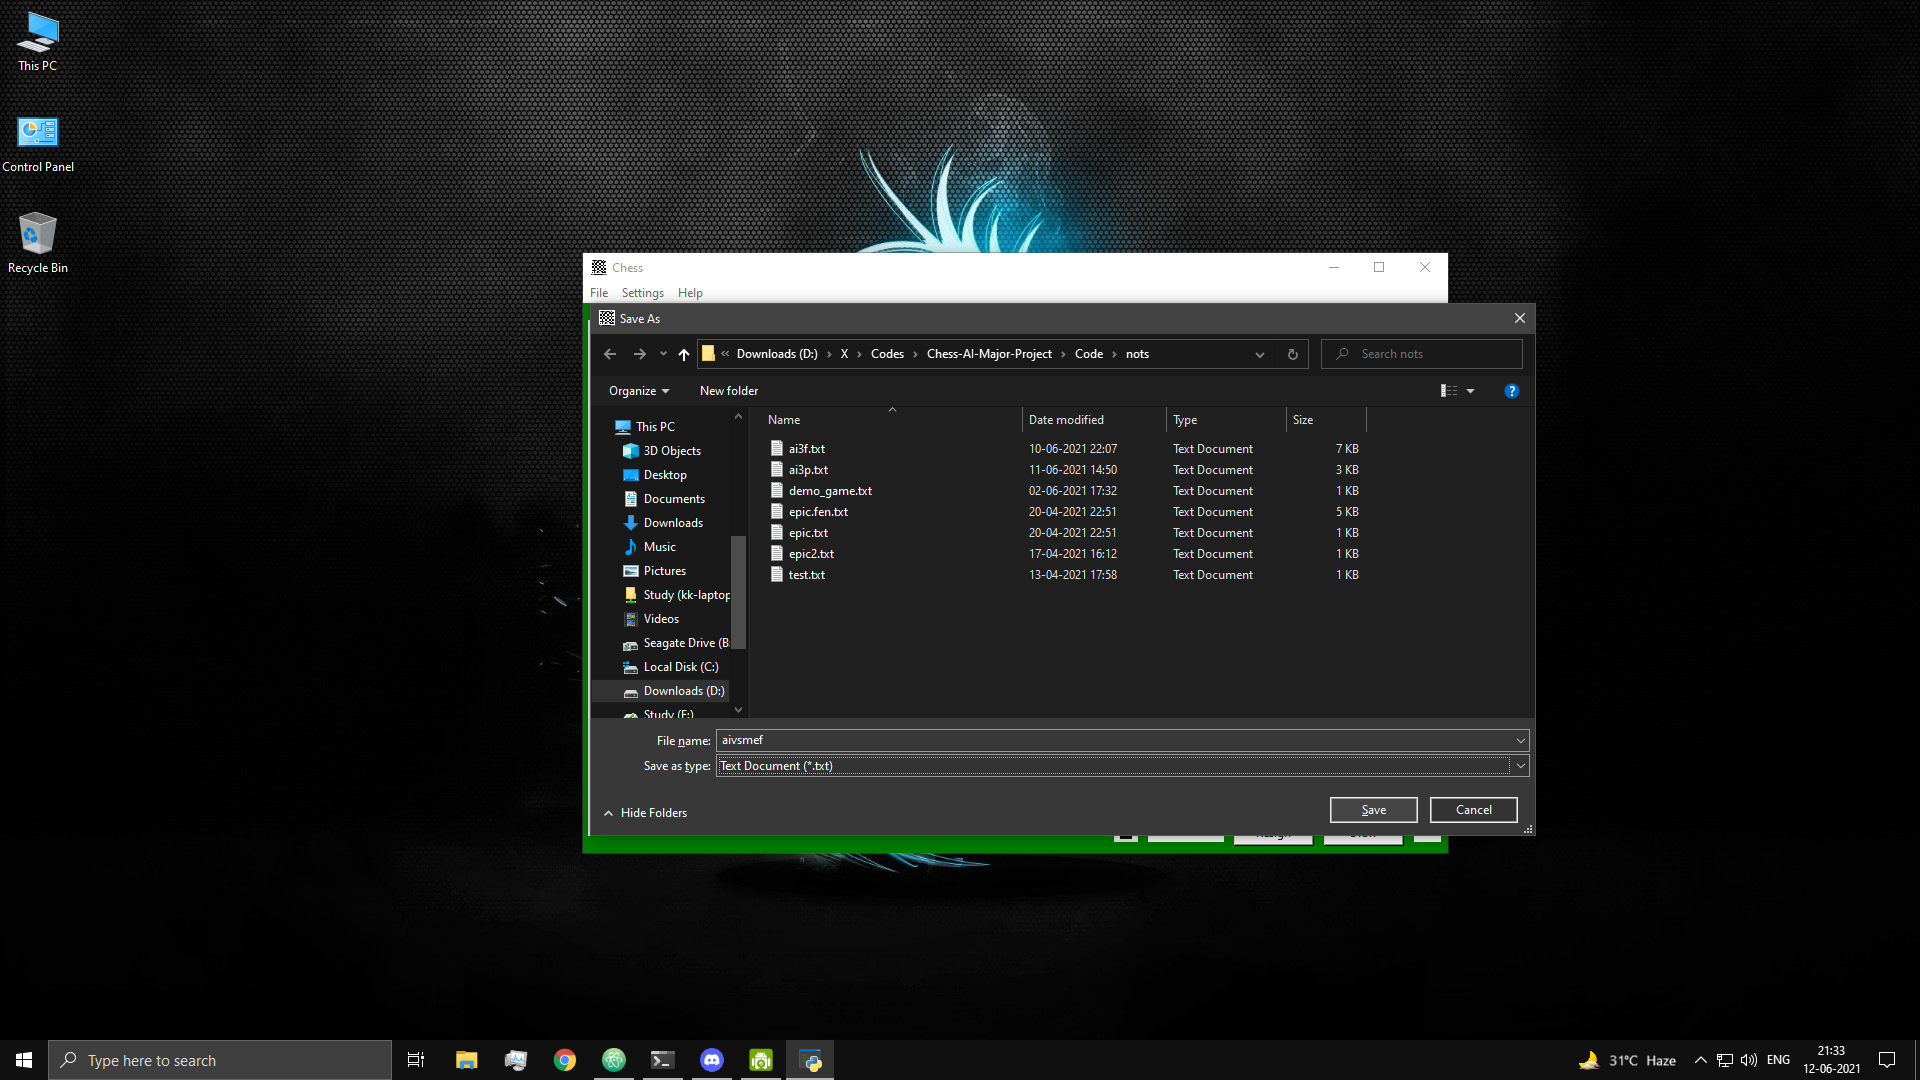 This PC
Control Panel
Recycle Bin
Chess
File Settings Help
Save As
« Downloads (D:) › X › Codes › Chess-AI-Major-Project › Code › nots
Search nots
Organize New folder
Name Date modified Type Size
ai3f.txt 10-06-2021 22:07 Text Document 7 KB
ai3p.txt 11-06-2021 14:50 Text Document 3 KB
demo_game.txt 02-06-2021 17:32 Text Document 1 KB
epic.fen.txt 20-04-2021 22:51 Text Document 5 KB
epic.txt 20-04-2021 22:51 Text Document 1 KB
epic2.txt 17-04-2021 16:12 Text Document 1 KB
test.txt 13-04-2021 17:58 Text Document 1 KB
This PC
3D Objects
Desktop
Documents
Downloads
Music
Pictures
Study (kk-laptop
Videos
Seagate Drive (B:
Local Disk (C:)
Downloads (D:)
Study (E:)
File name: aivsmef
Save as type: Text Document (*.txt)
Hide Folders
Save Cancel
Type here to search
31°C Haze
ENG
21:33
12-06-2021